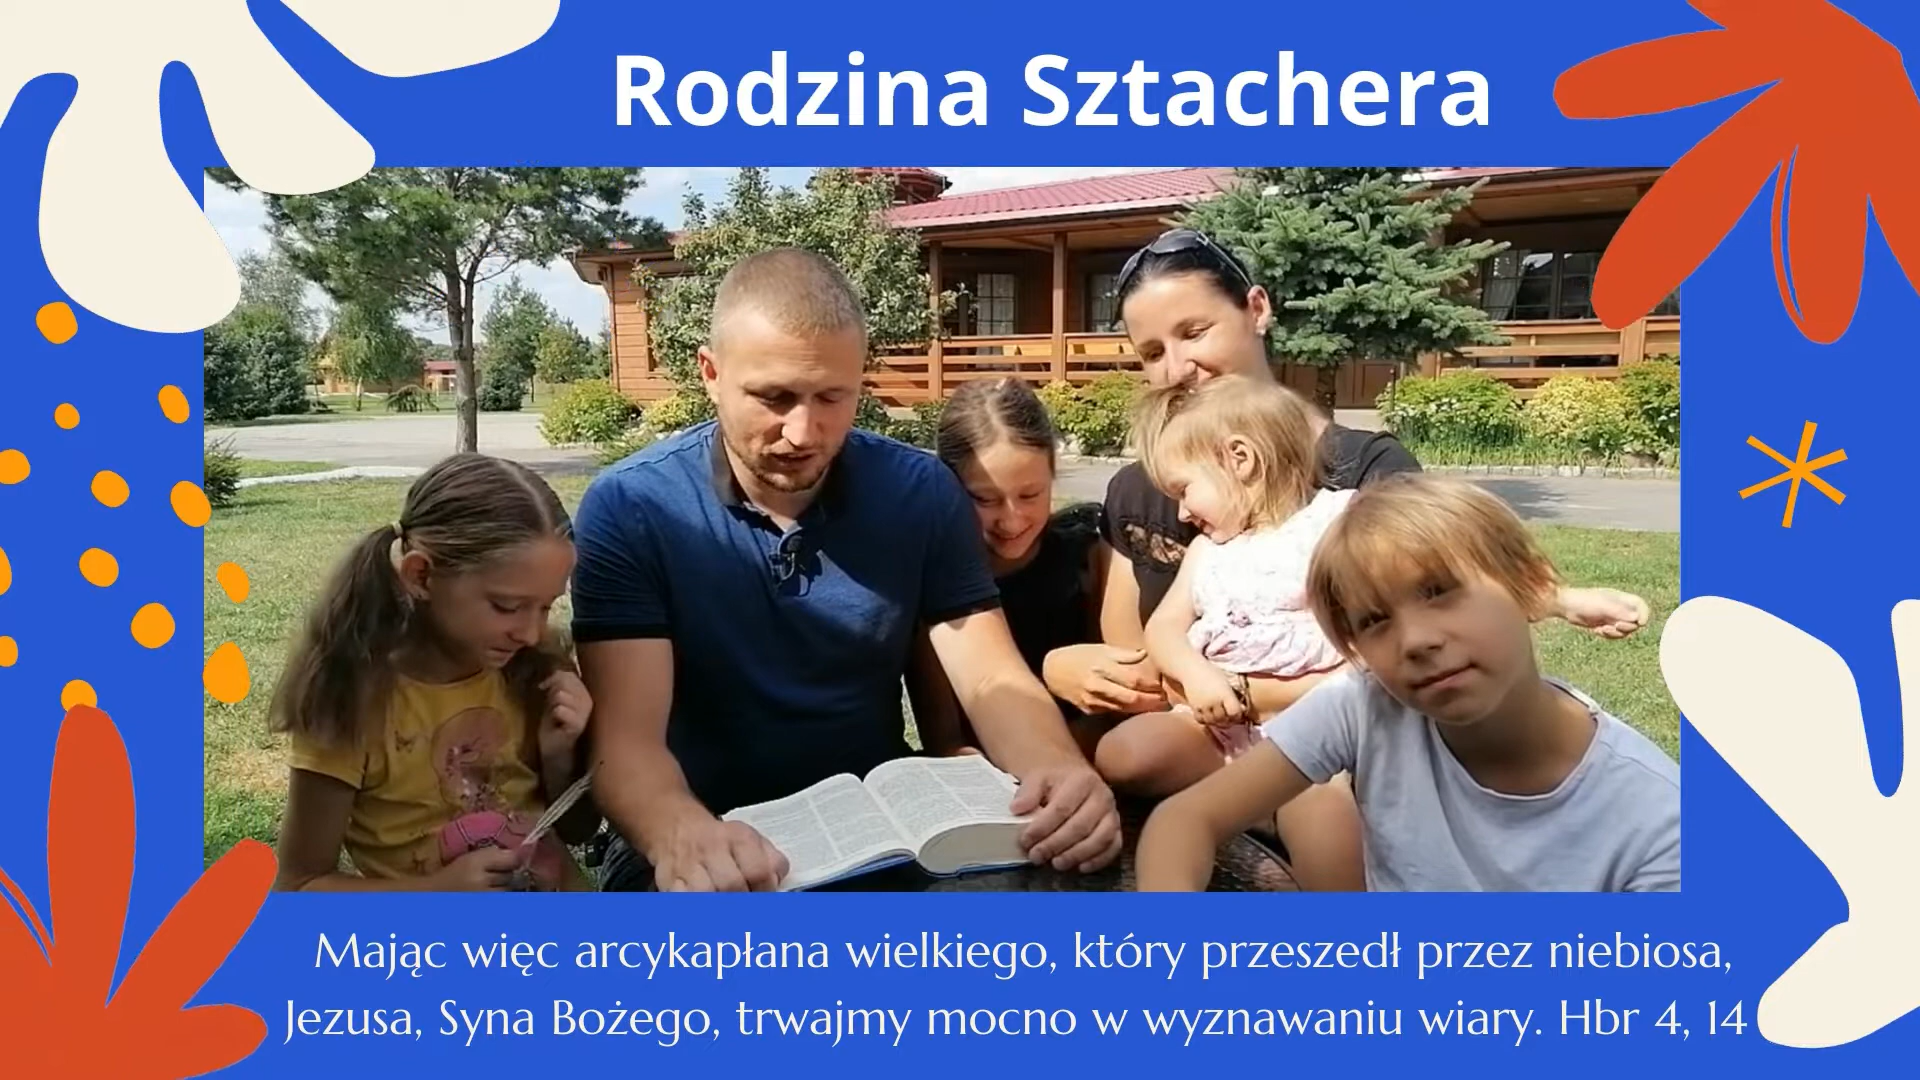 Rodzina Sztachera
Mając więc arcykapłana wielkiego, który przeszedł przez niebiosa,
Jezusa, Syna Bożego, trwajmy mocno w wyznawaniu wiary. Hbr 4, 14